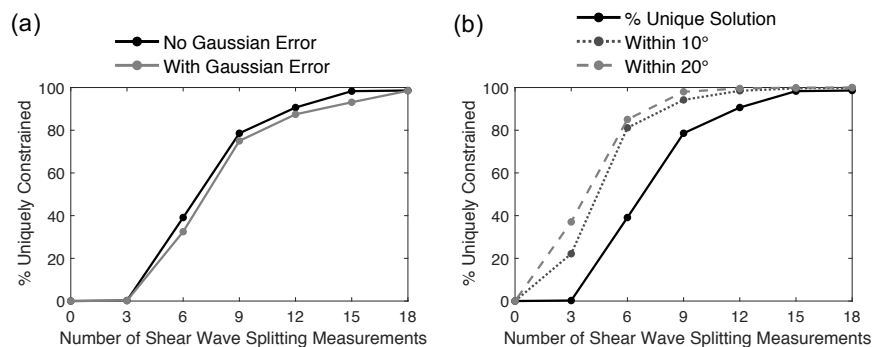 (a)
No Gaussian Error
With Gaussian Error
% Uniquely Constrained
100
80
60
40
20
0
0 3 6 9 12 15 18
Number of Shear Wave Splitting Measurements
(b)
% Unique Solution
Within 10°
Within 20°
% Uniquely Constrained
100
80
60
40
20
0
0 3 6 9 12 15 18
Number of Shear Wave Splitting Measurements